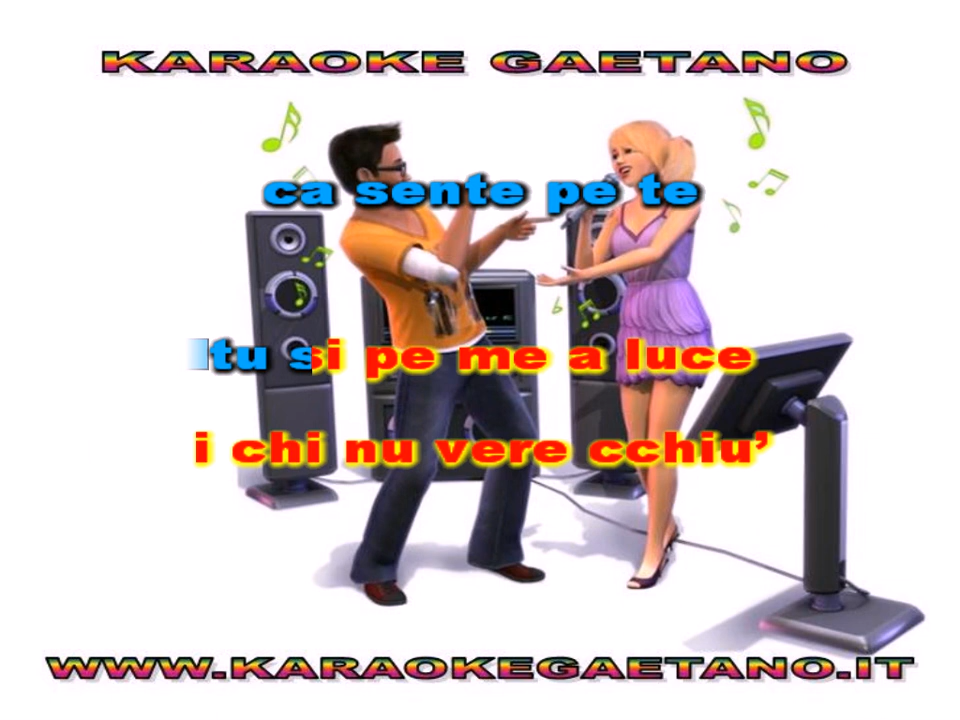 KARAOKE GAETANO
ca sente pe te
tu si pe me a luce
i chi nu vere cchiu’
WWW.KARAOKEGAETANO.IT